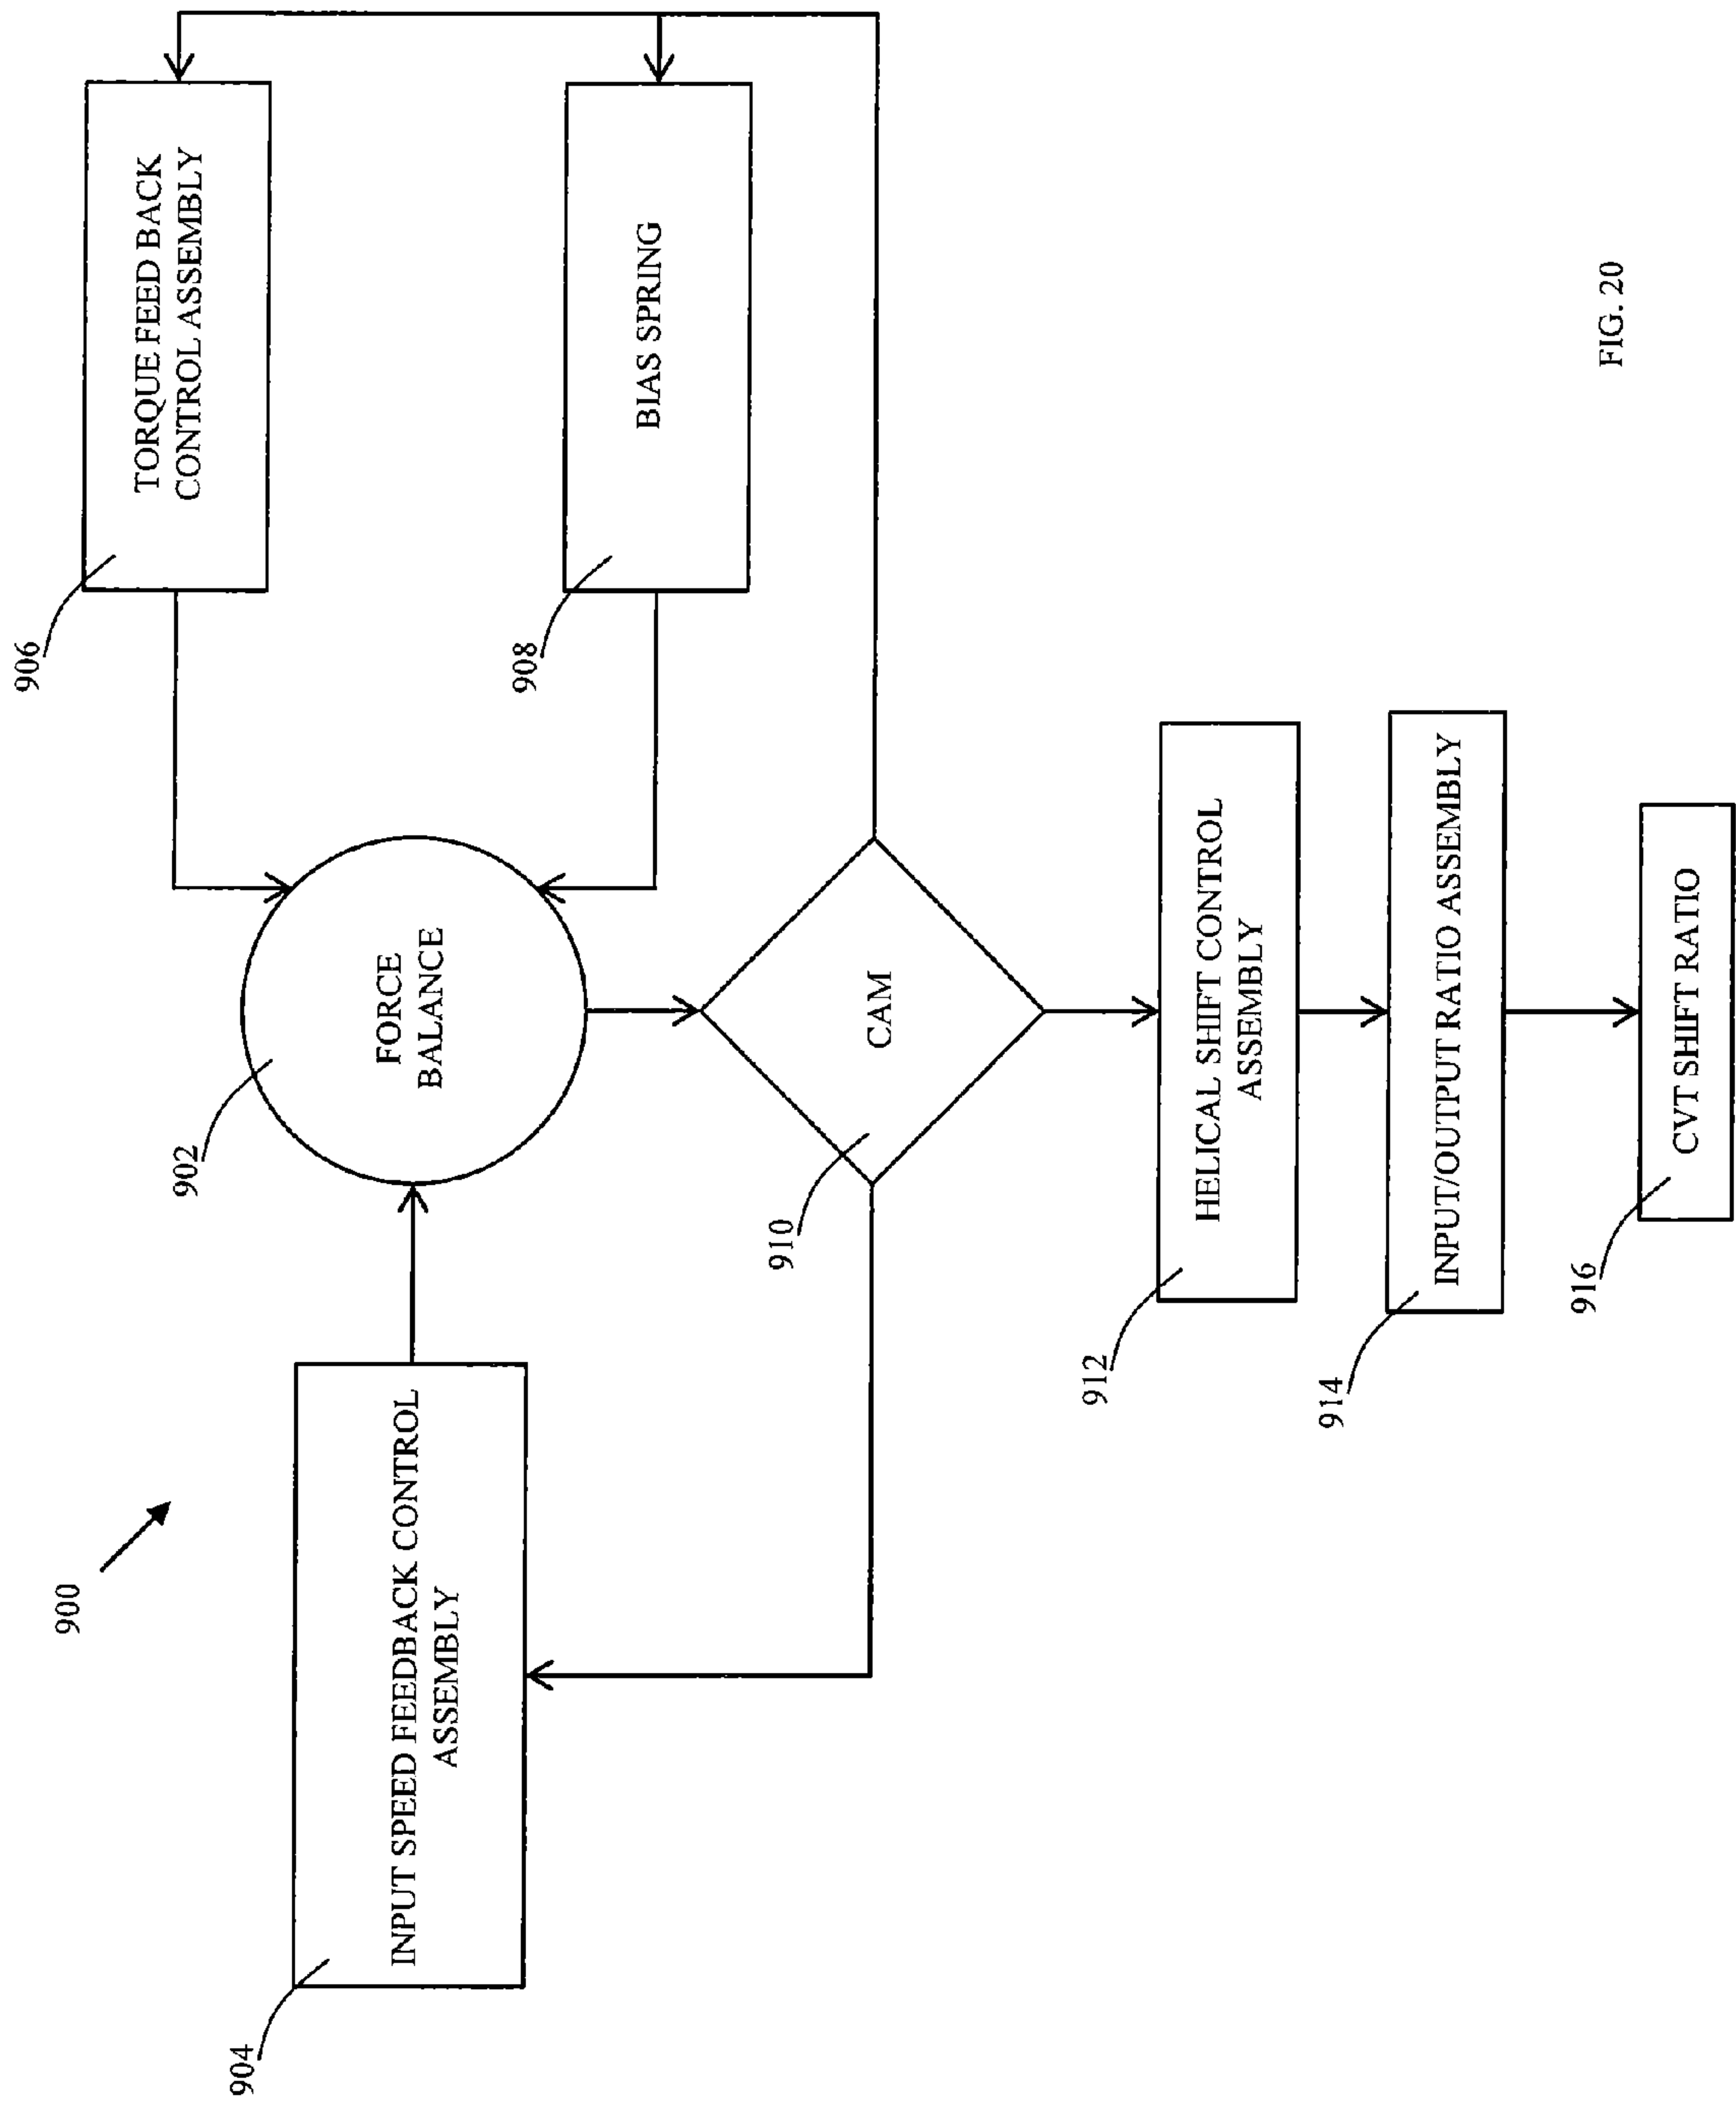 900
904
INPUT SPEED FEEDBACK CONTROL
ASSEMBLY
902
FORCE
BALANCE
906
TORQUE FEED BACK
CONTROL ASSEMBLY
908
BIAS SPRING
910
CAM
912
HELICAL SHIFT CONTROL
ASSEMBLY
914
INPUT/OUTPUT RATIO ASSEMBLY
916
CVT SHIFT RATIO
FIG. 20